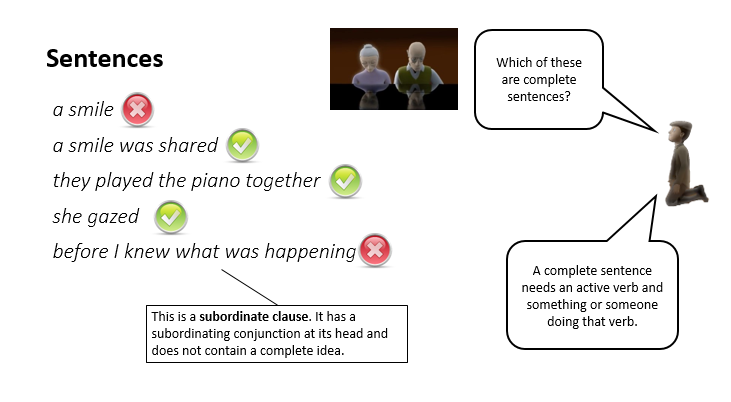 Sentences
a smile
a smile was shared
they played the piano together
she gazed
before I knew what was happening
This is a subordinate clause. It has a
subordinating conjunction at its head and
does not contain a complete idea.
Which of these
are complete
sentences?
A complete sentence
needs an active verb and
something or someone
doing that verb.